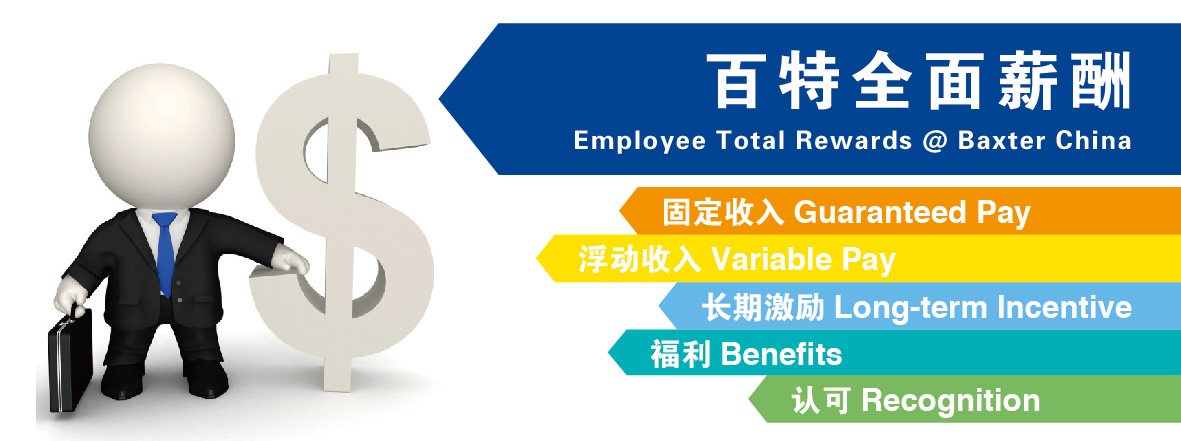 百特全面薪酬
Employee Total Rewards @ Baxter China
固定收入 Guaranteed Pay
浮动收入 Variable Pay
长期激励 Long-term Incentive
福利 Benefits
认可 Recognition